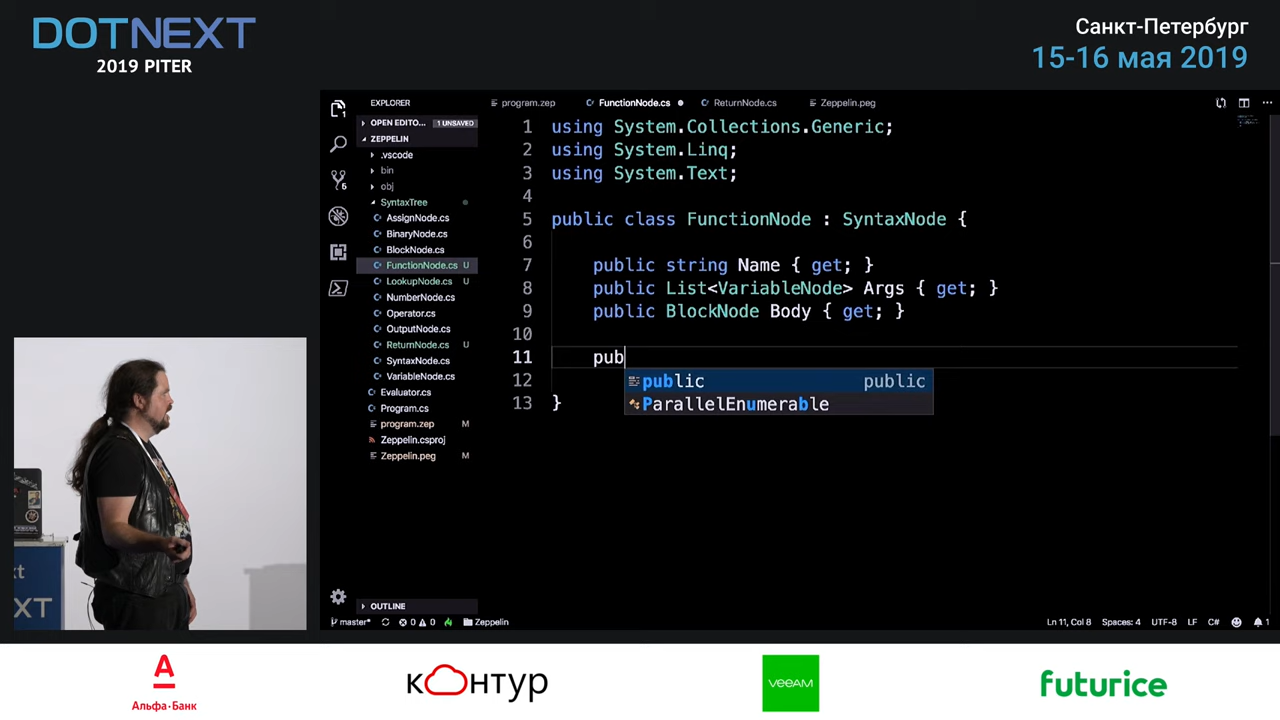 DOTNEXT
2019 PITER
Санкт-Петербург
15-16 мая 2019
EXPLORER
OPEN EDITO... 1 UNSAVED
ZEPPELIN
.vscode
bin
obj
SyntaxTree
AssignNode.cs
BinaryNode.cs
BlockNode.cs
FunctionNode.cs U
LookupNode.cs U
NumberNode.cs
Operator.cs
OutputNode.cs
ReturnNode.cs U
SyntaxNode.cs
VariableNode.cs
Evaluator.cs
Program.cs
program.zep M
Zeppelin.csproj
Zeppelin.peg M
OUTLINE
program.zep FunctionNode.cs ReturnNode.cs Zeppelin.peg
1 using System.Collections.Generic;
2 using System.Linq;
3 using System.Text;
4
5 public class FunctionNode : SyntaxNode {
6
7 public string Name { get; }
8 public List<VariableNode> Args { get; }
9 public BlockNode Body { get; }
10
11 pub
public public
ParallelEnumerable
12
13 }
master* 0 0 Zeppelin Ln 11, Col 8 Spaces: 4 UTF-8 LF C# 1
XT
А
Альфа·Банк
контур
veeAM
futurice